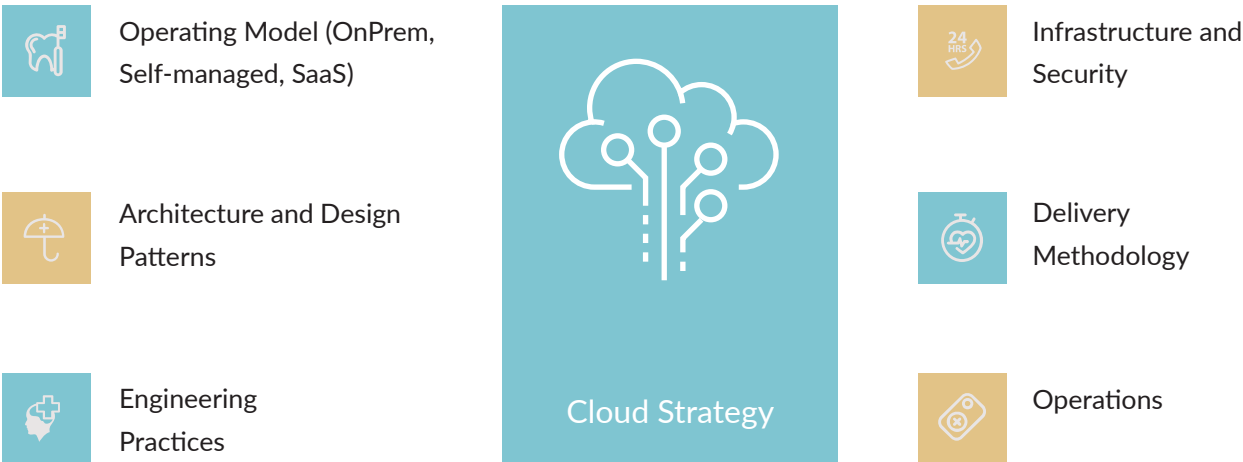 Operating Model (OnPrem,
Self-managed, SaaS)
Architecture and Design
Patterns
Engineering
Practices
Cloud Strategy
24
HRS
Infrastructure and
Security
Delivery
Methodology
Operations